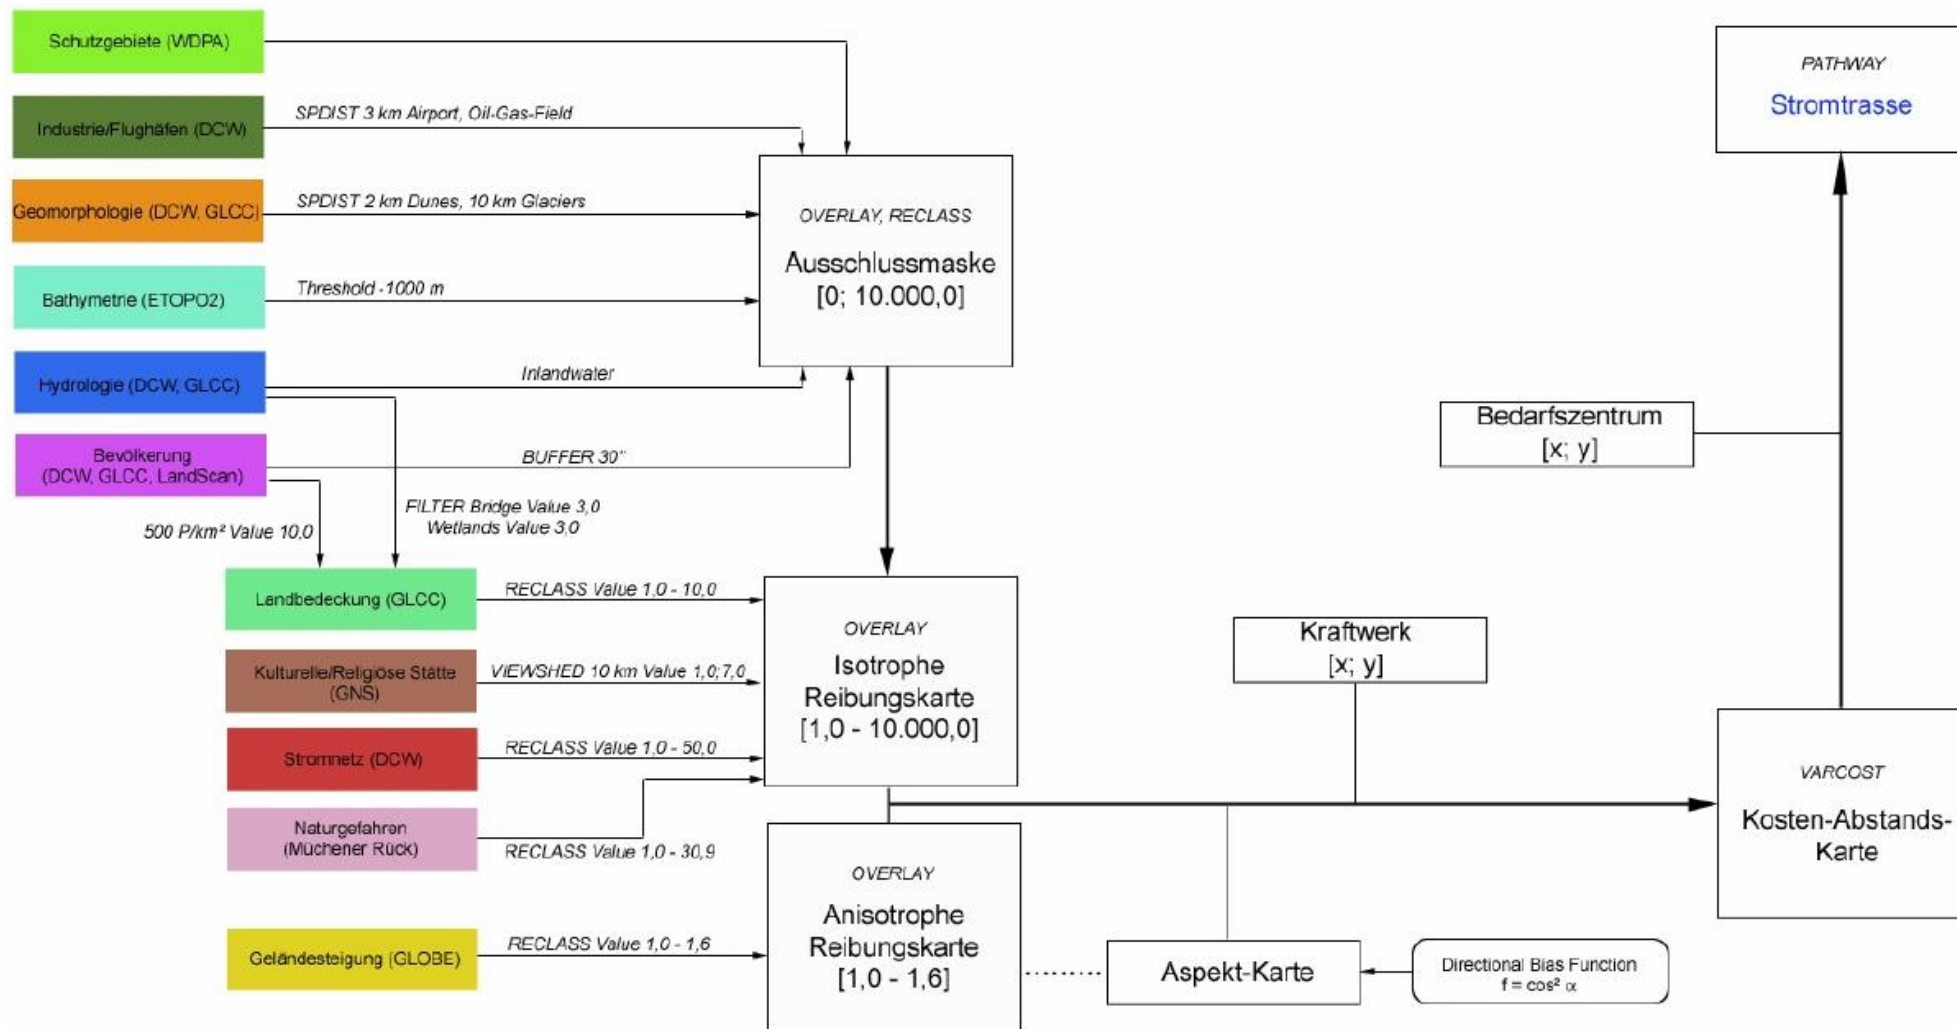 Schutzgebiete (WDPA)
Industrie/Flughäfen (DCW)
SPDIST 3 km Airport, Oil-Gas-Field
Geomorphologie (DCW, GLCC)
SPDIST 2 km Dunes, 10 km Glaciers
Bathymetrie (ETOPO2)
Threshold -1000 m
Hydrologie (DCW, GLCC)
Inlandwater
Bevölkerung
(DCW, GLCC, LandScan)
BUFFER 30"
500 P/km² Value 10,0
FILTER Bridge Value 3,0
Wetlands Value 3,0
OVERLAY, RECLASS
Ausschlussmaske
[0; 10.000,0]
Landbedeckung (GLCC)
RECLASS Value 1,0 - 10,0
Kulturelle/Religiöse Stätte
(GNS)
VIEWSHED 10 km Value 1,0;7,0
Stromnetz (DCW)
RECLASS Value 1,0 - 50,0
Naturgefahren
(Müchener Rück)
RECLASS Value 1,0 - 30,9
Geländesteigung (GLOBE)
RECLASS Value 1,0 - 1,6
OVERLAY
Isotrophe
Reibungskarte
[1,0 - 10.000,0]
OVERLAY
Anisotrophe
Reibungskarte
[1,0 - 1,6]
Aspekt-Karte
Directional Bias Function
f = cos² α
Kraftwerk
[x; y]
Bedarfszentrum
[x; y]
VARCOST
Kosten-Abstands-
Karte
PATHWAY
Stromtrasse